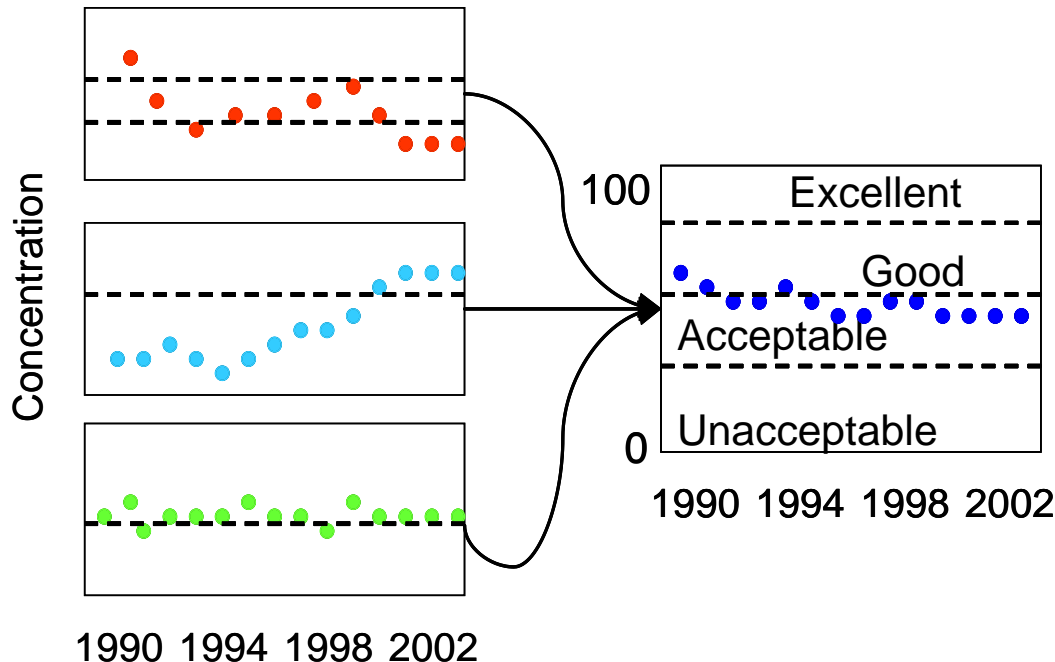 Concentration
1990 1994 1998 2002
100
Excellent
Good
Acceptable
Unacceptable
0
1990 1994 1998 2002